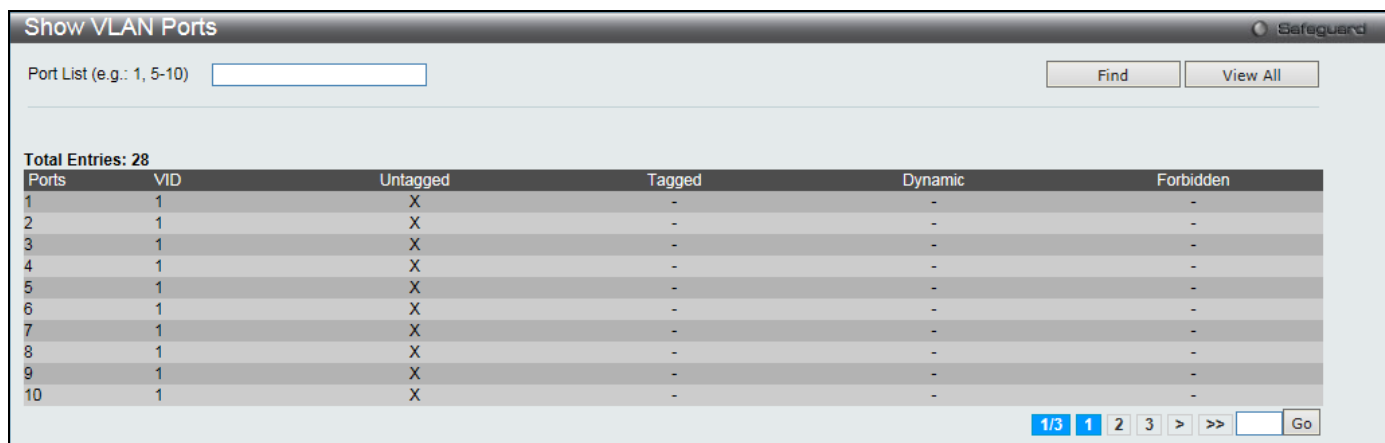 Show VLAN Ports Safeguard
Port List (e.g.: 1, 5-10) Find View All
Total Entries: 28
Ports VID Untagged Tagged Dynamic Forbidden
1 1 X - - -
2 1 X - - -
3 1 X - - -
4 1 X - - -
5 1 X - - -
6 1 X - - -
7 1 X - - -
8 1 X - - -
9 1 X - - -
10 1 X - - -
1/3 1 2 3 > >> Go